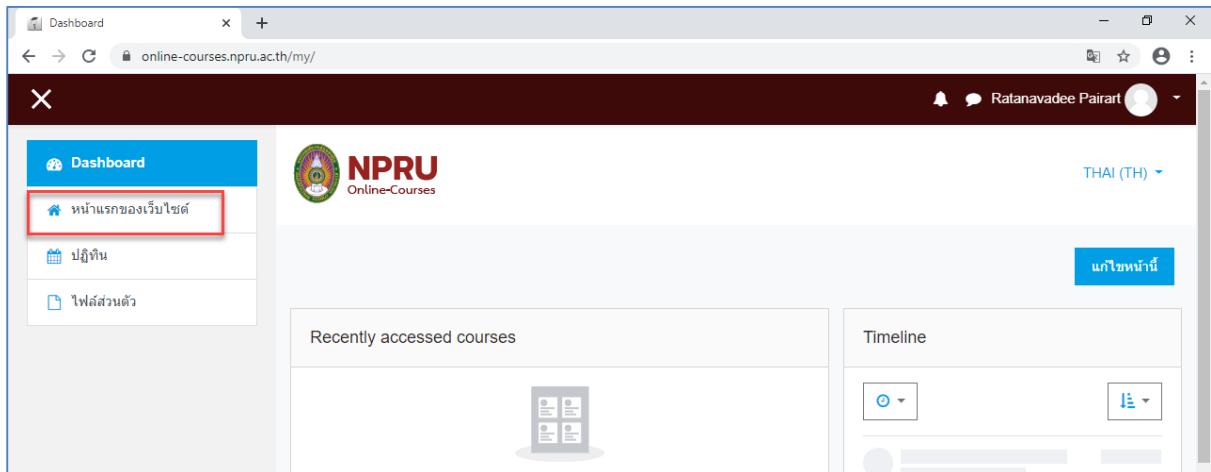 Dashboard
online-courses.npru.ac.th/my/
Ratanavadee Pairart
Dashboard
หน้าแรกของเว็บไซต์
ปฏิทิน
ไฟล์ส่วนตัว
NPRU
Online-Courses
THAI (TH)
แก้ไขหน้านี้
Recently accessed courses
Timeline